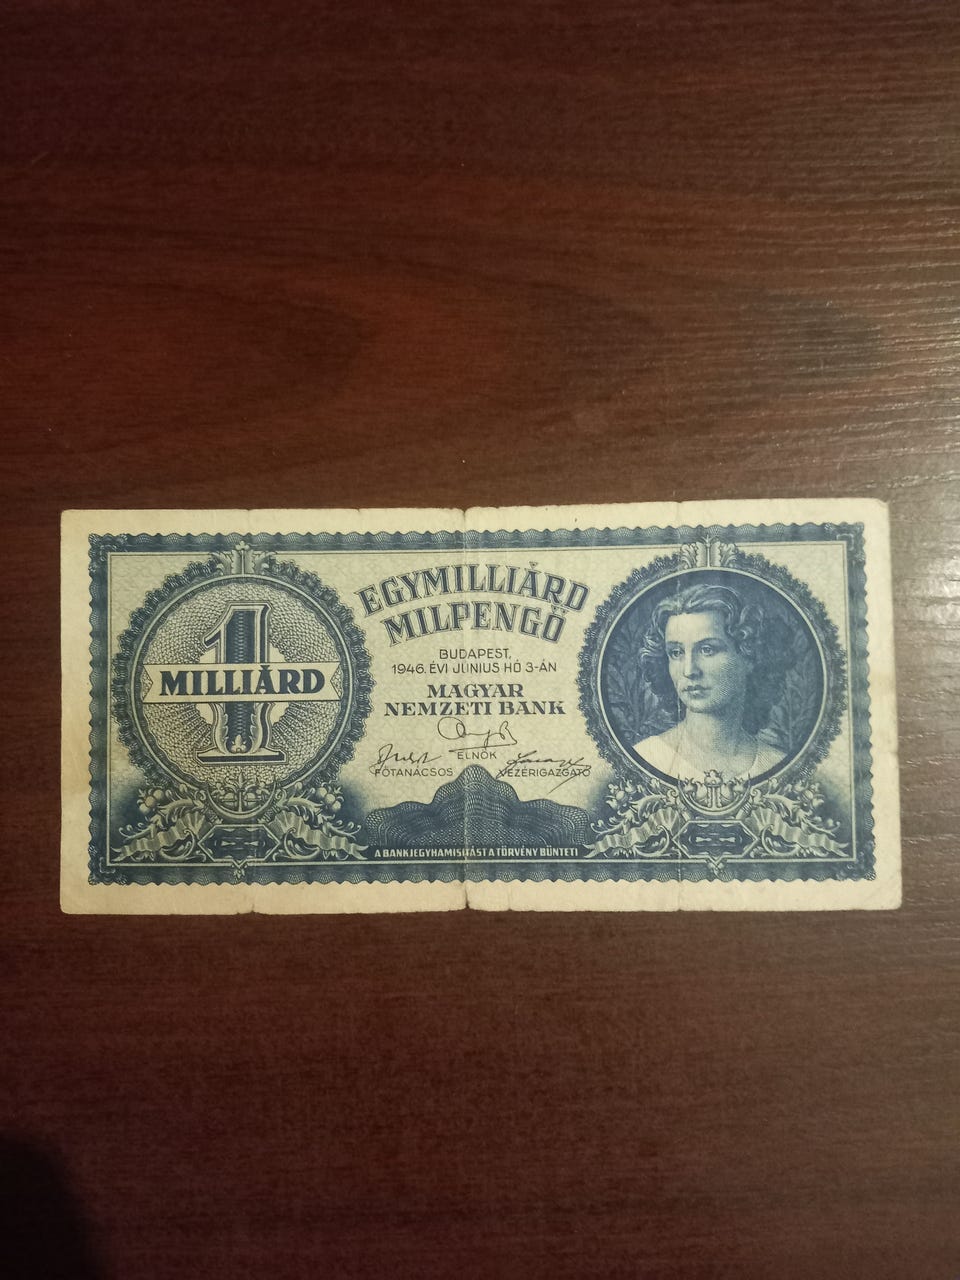 1
MILLIÁRD
EGYMILLIÁRD
MILPENGŐ
BUDAPEST,
1946. ÉVI JÚNIUS HÓ 3-ÁN
MAGYAR
NEMZETI BANK
ELNÖK
FŐTANÁCSOS VEZÉRIGAZGATÓ
A BANKJEGYHAMISÍTÁST A TÖRVÉNY BÜNTETI